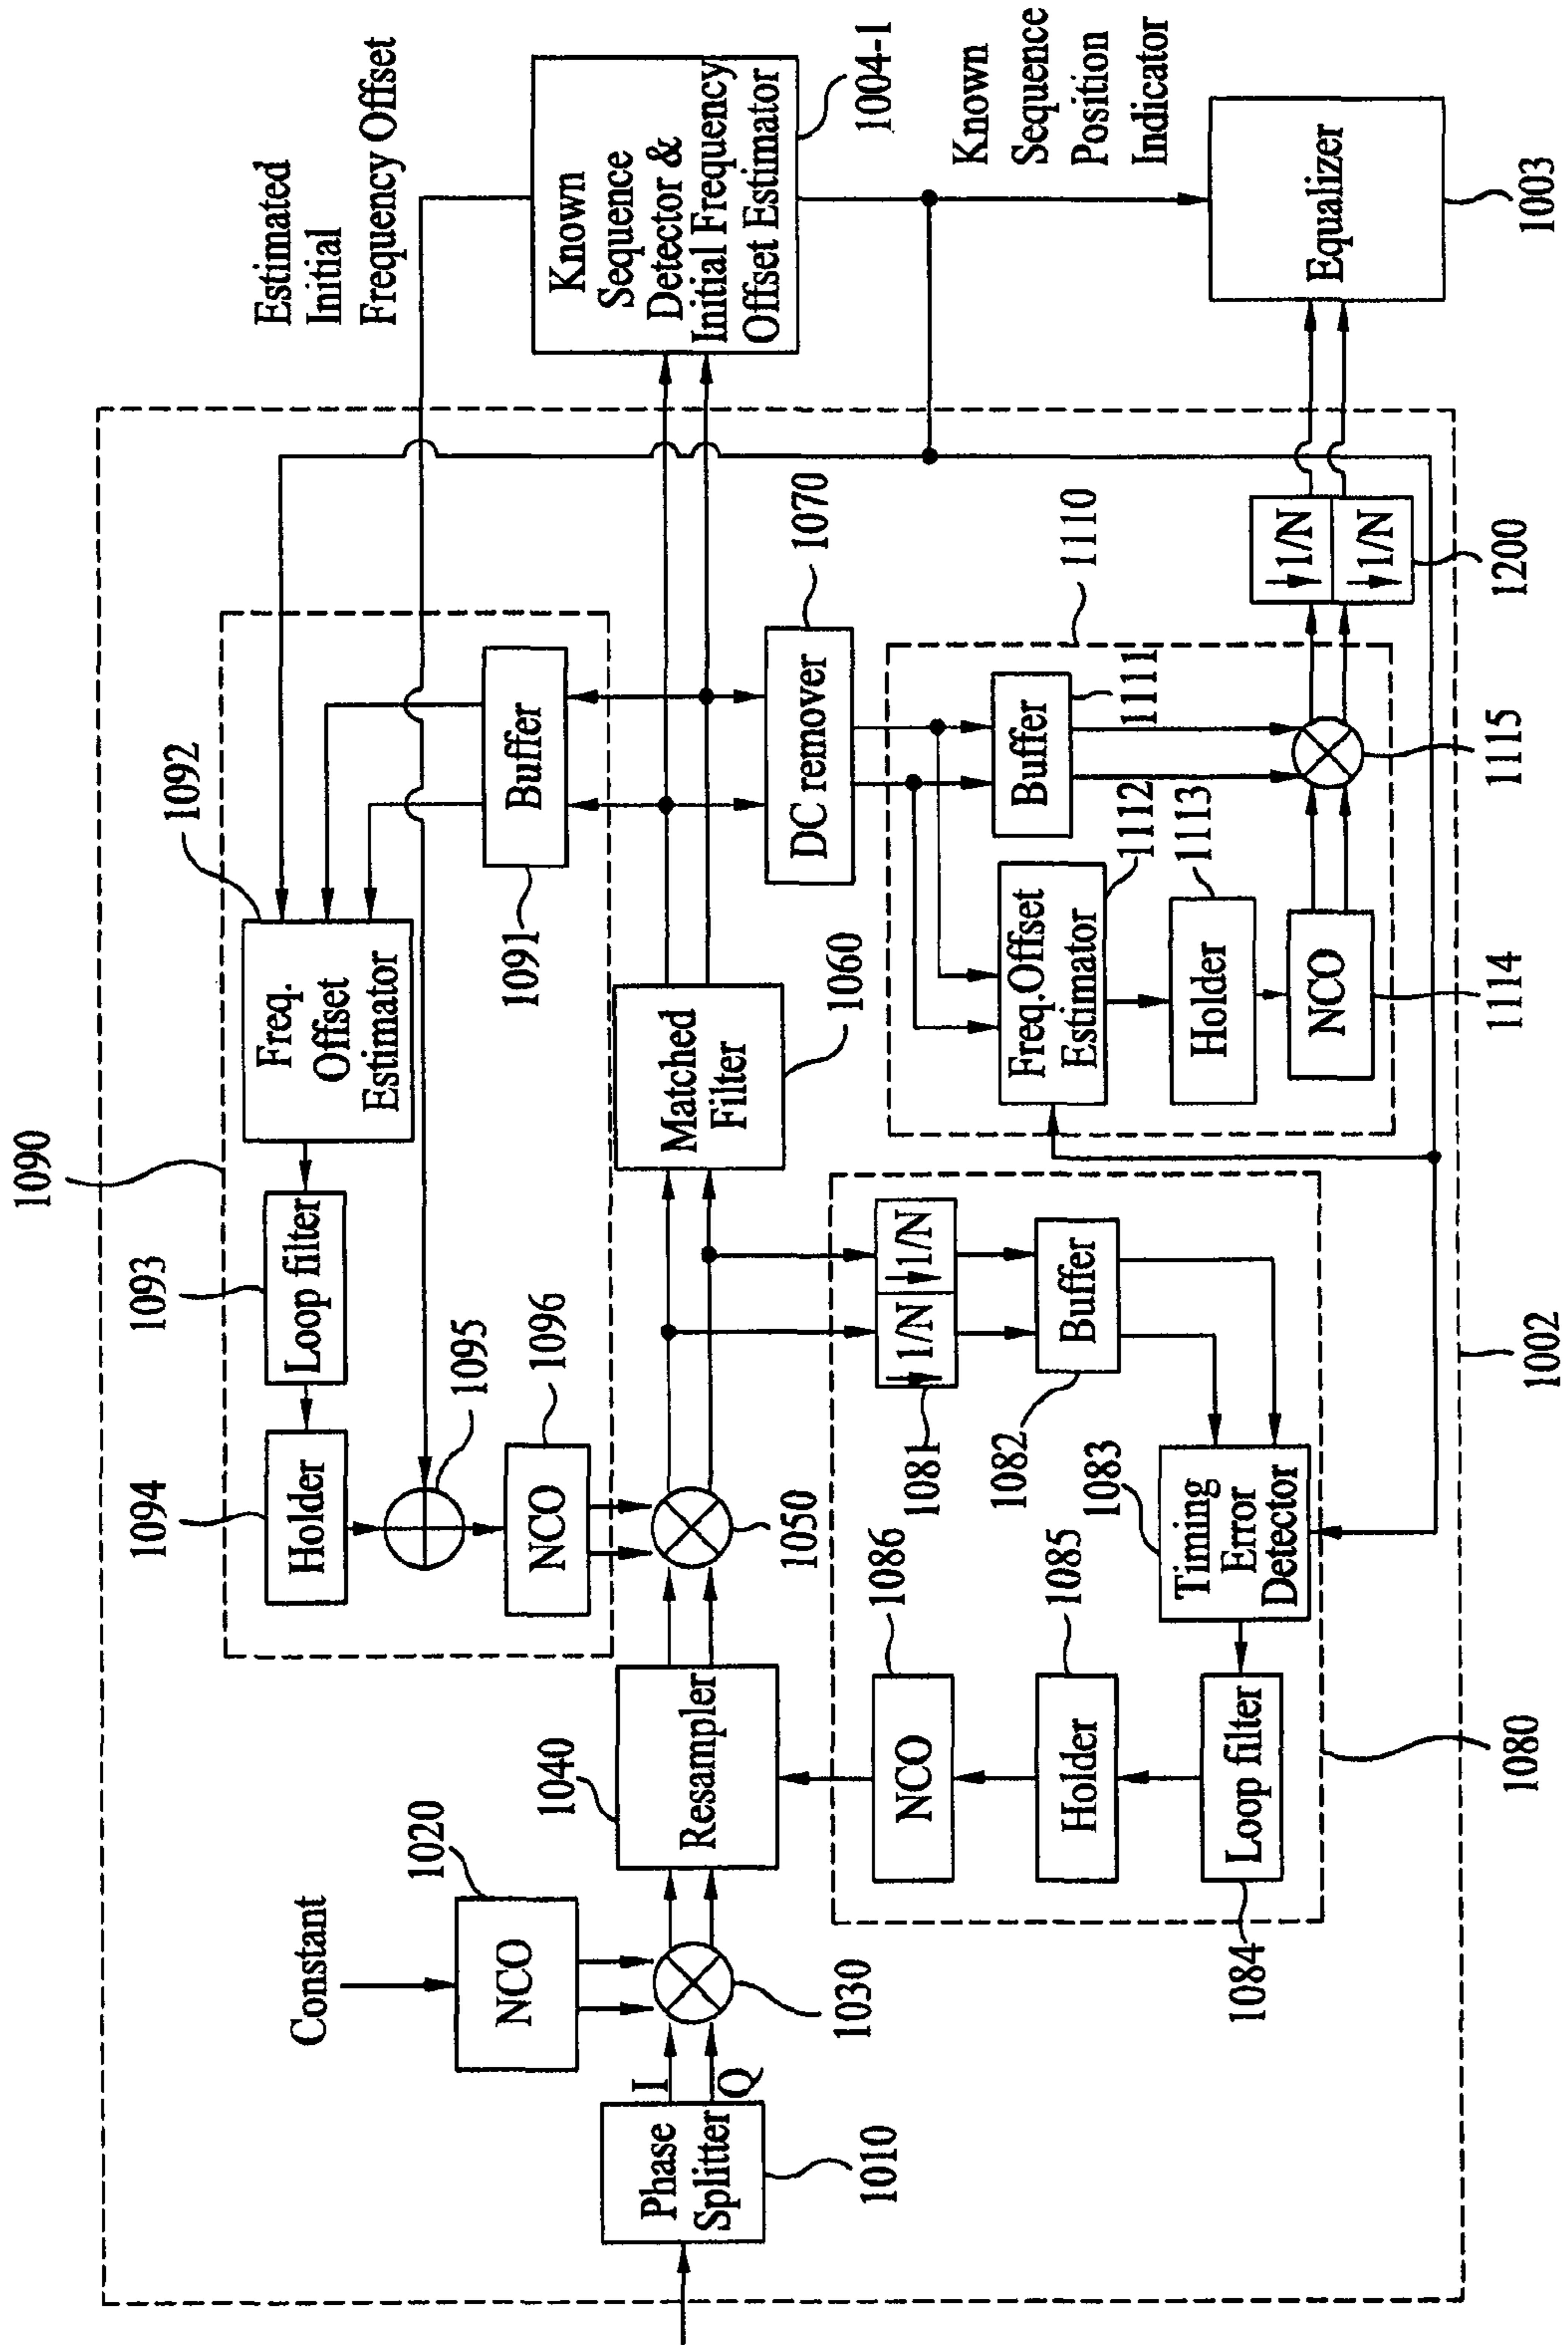 1090
Estimated
Initial
Frequency Offset
1092
1094
1093
Holder
Loop filter
Freq.
Offset
Estimator
1095
Constant
1020
NCO
1096
NCO
1091
Buffer
Known
Sequence
Detector &
Initial Frequency
Offset Estimator
1004-1
Phase
Splitter
1010
I
Q
1030
1040
Resampler
1050
Matched
Filter
1060
DC remover
1070
1086
NCO
1085
Holder
1084
Loop filter
1081
1/N
1/N
1082
Buffer
1083
Timing
Error
Detector
1080
1110
Buffer
1111
Freq.Offset
Estimator
1112
Holder
1113
NCO
1114
1115
1/N
1/N
1200
Known
Sequence
Position
Indicator
Equalizer
1003
1002